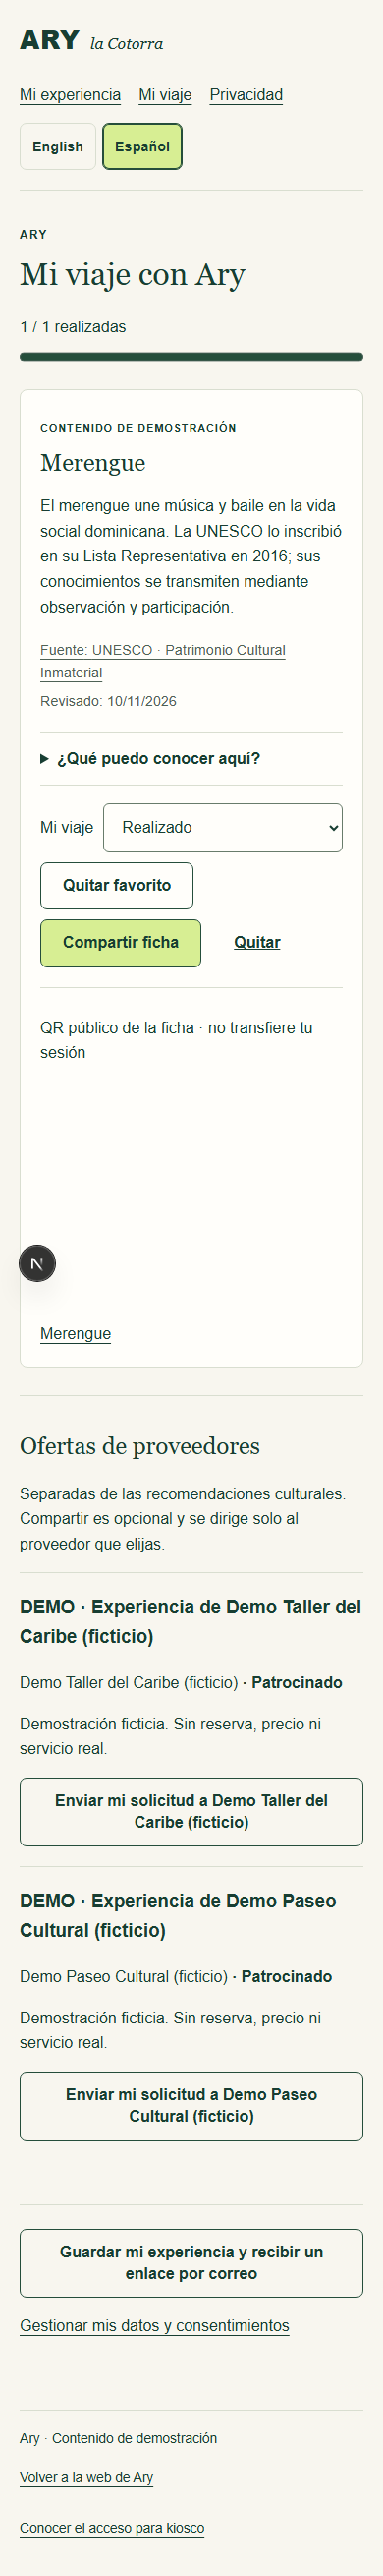 ARY la Cotorra
Mi experiencia Mi viaje Privacidad
English Español
ARY
Mi viaje con Ary
1 / 1 realizadas
CONTENIDO DE DEMOSTRACIÓN
Merengue
El merengue une música y baile en la vida
social dominicana. La UNESCO lo inscribió
en su Lista Representativa en 2016; sus
conocimientos se transmiten mediante
observación y participación.
Fuente: UNESCO · Patrimonio Cultural
Inmaterial
Revisado: 10/11/2026
¿Qué puedo conocer aquí?
Mi viaje Realizado
Quitar favorito
Compartir ficha Quitar
QR público de la ficha · no transfiere tu
sesión
N
Merengue
Ofertas de proveedores
Separadas de las recomendaciones culturales.
Compartir es opcional y se dirige solo al
proveedor que elijas.
DEMO · Experiencia de Demo Taller del
Caribe (ficticio)
Demo Taller del Caribe (ficticio) · Patrocinado
Demostración ficticia. Sin reserva, precio ni
servicio real.
Enviar mi solicitud a Demo Taller del
Caribe (ficticio)
DEMO · Experiencia de Demo Paseo
Cultural (ficticio)
Demo Paseo Cultural (ficticio) · Patrocinado
Demostración ficticia. Sin reserva, precio ni
servicio real.
Enviar mi solicitud a Demo Paseo
Cultural (ficticio)
Guardar mi experiencia y recibir un
enlace por correo
Gestionar mis datos y consentimientos
Ary · Contenido de demostración
Volver a la web de Ary
Conocer el acceso para kiosco